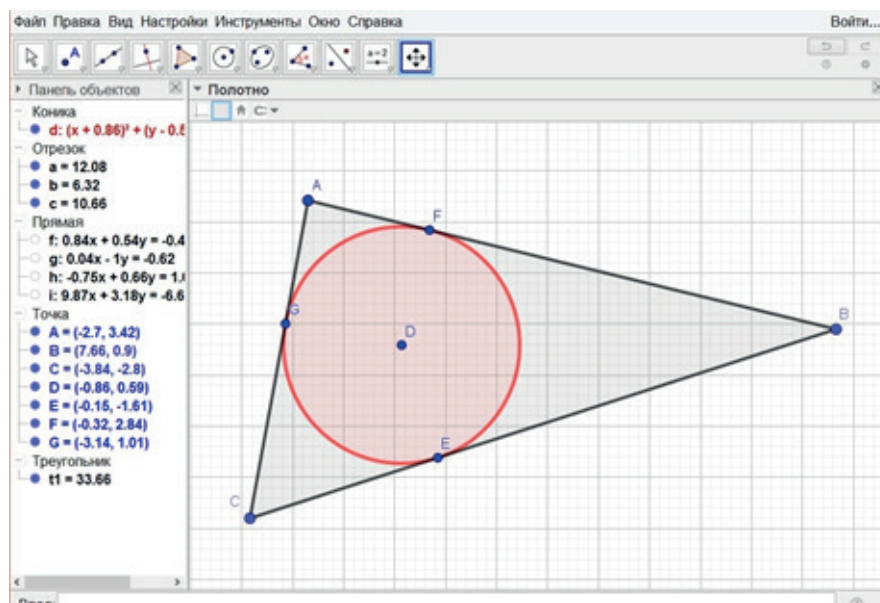 Файл Правка Вид Настройки Инструменты Окно Справка Войти...
A
a=2
Панель объектов
Полотно
Коника
d: (x + 0.86)² + (y - 0.5
Отрезок
a = 12.08
b = 6.32
c = 10.66
Прямая
f: 0.84x + 0.54y = -0.4
g: 0.04x - 1y = -0.62
h: -0.75x + 0.66y = 1.
i: 9.87x + 3.18y = -6.6
Точка
A = (-2.7, 3.42)
B = (7.66, 0.9)
C = (-3.84, -2.8)
D = (-0.86, 0.59)
E = (-0.15, -1.61)
F = (-0.32, 2.84)
G = (-3.14, 1.01)
Треугольник
t1 = 33.66
A
F
G
D
B
E
C